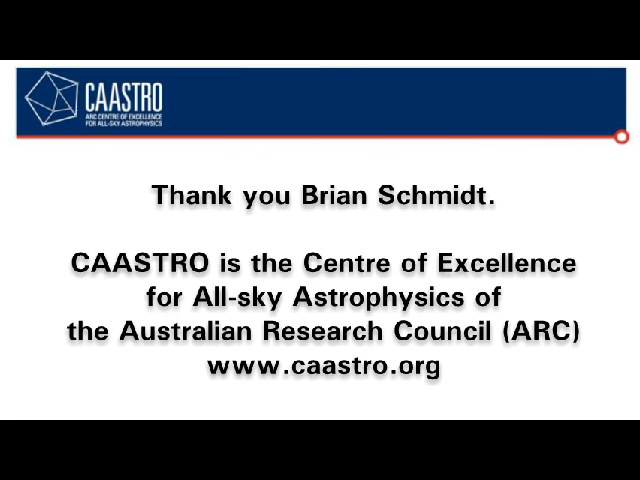 CAASTRO
ARC CENTRE OF EXCELLENCE
FOR ALL-SKY ASTROPHYSICS
Thank you Brian Schmidt.
CAASTRO is the Centre of Excellence
for All-sky Astrophysics of
the Australian Research Council (ARC)
www.caastro.org